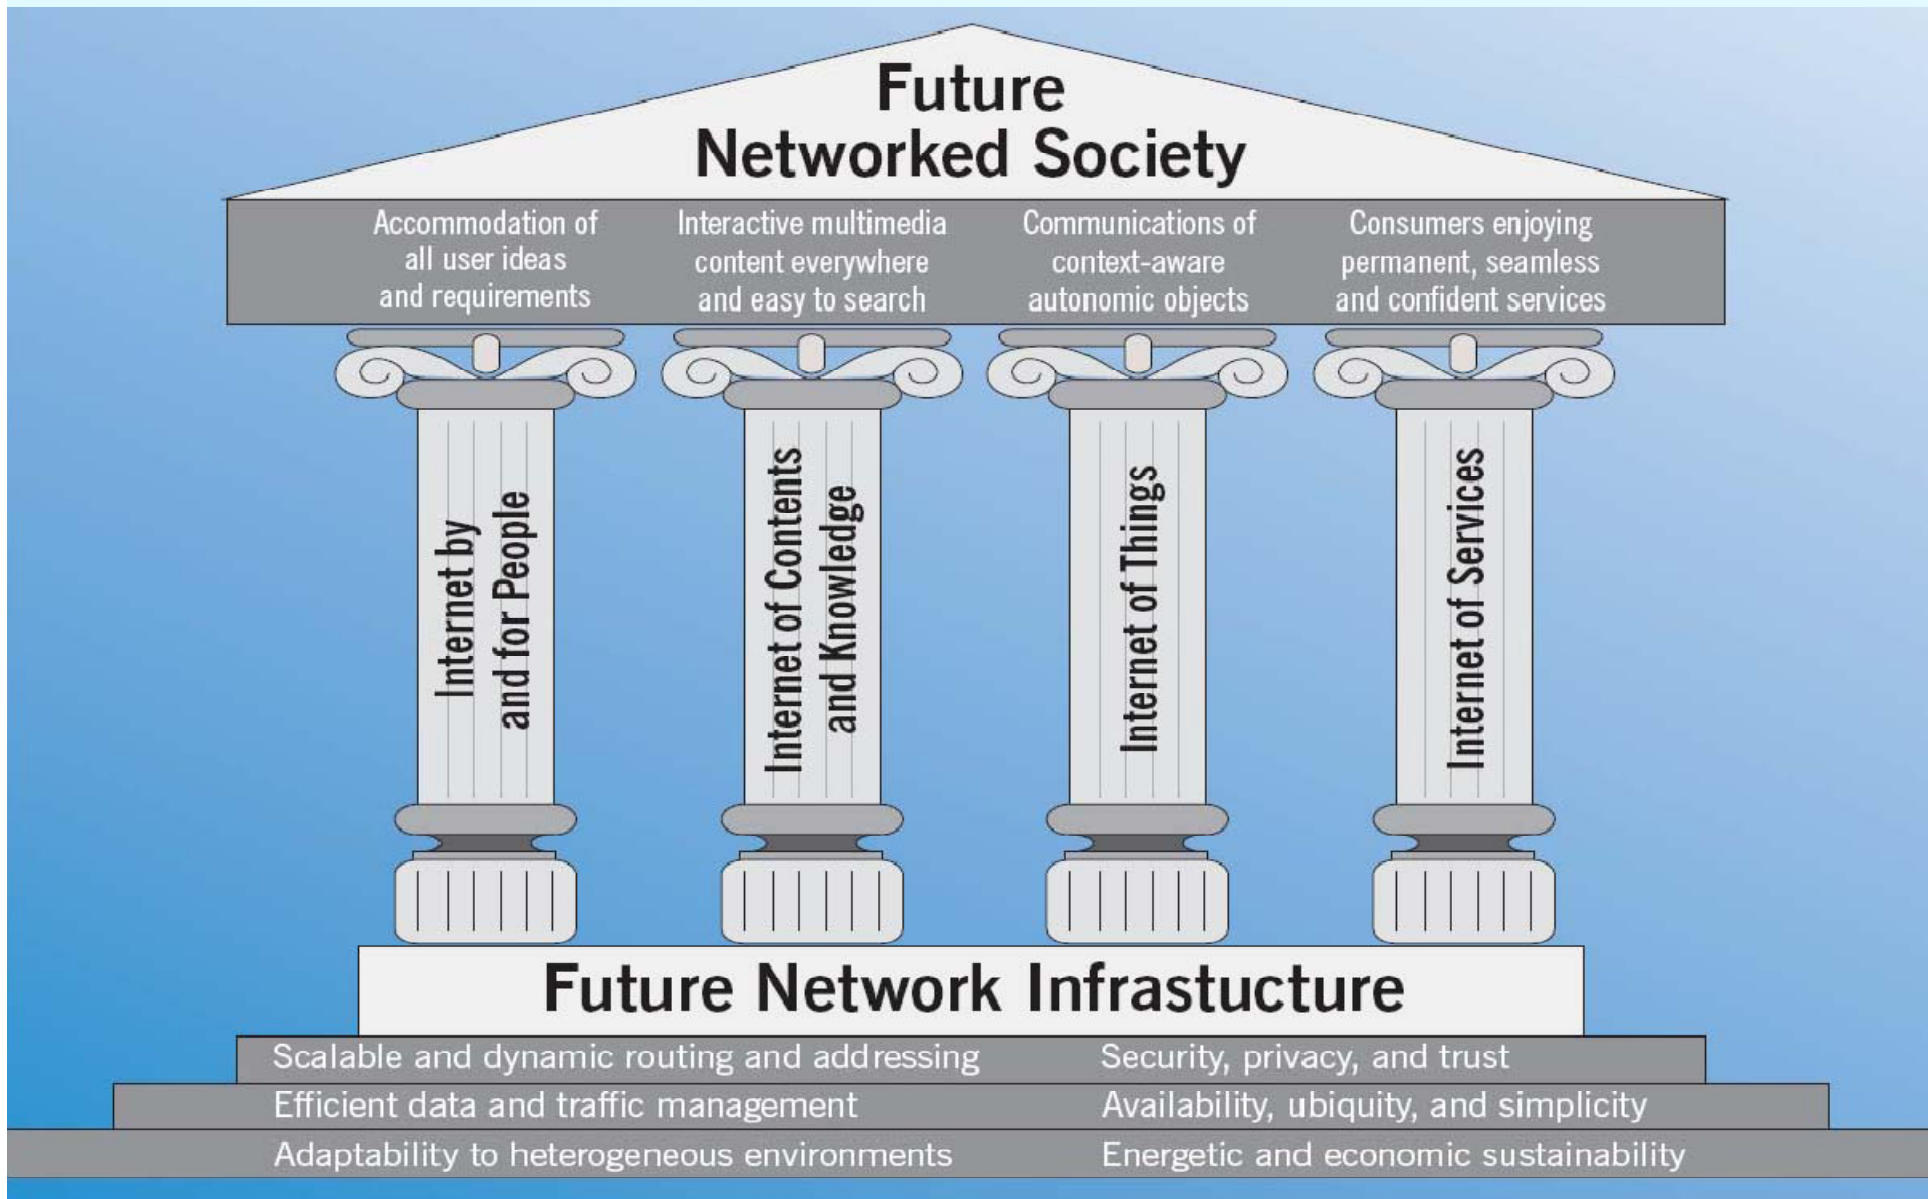 Future
Networked Society
Accommodation of
all user ideas
and requirements
Interactive multimedia
content everywhere
and easy to search
Communications of
context-aware
autonomic objects
Consumers enjoying
permanent, seamless
and confident services
Internet by
and for People
Internet of Contents
and Knowledge
Internet of Things
Internet of Services
Future Network Infrastucture
Scalable and dynamic routing and addressing
Security, privacy, and trust
Efficient data and traffic management
Availability, ubiquity, and simplicity
Adaptability to heterogeneous environments
Energetic and economic sustainability